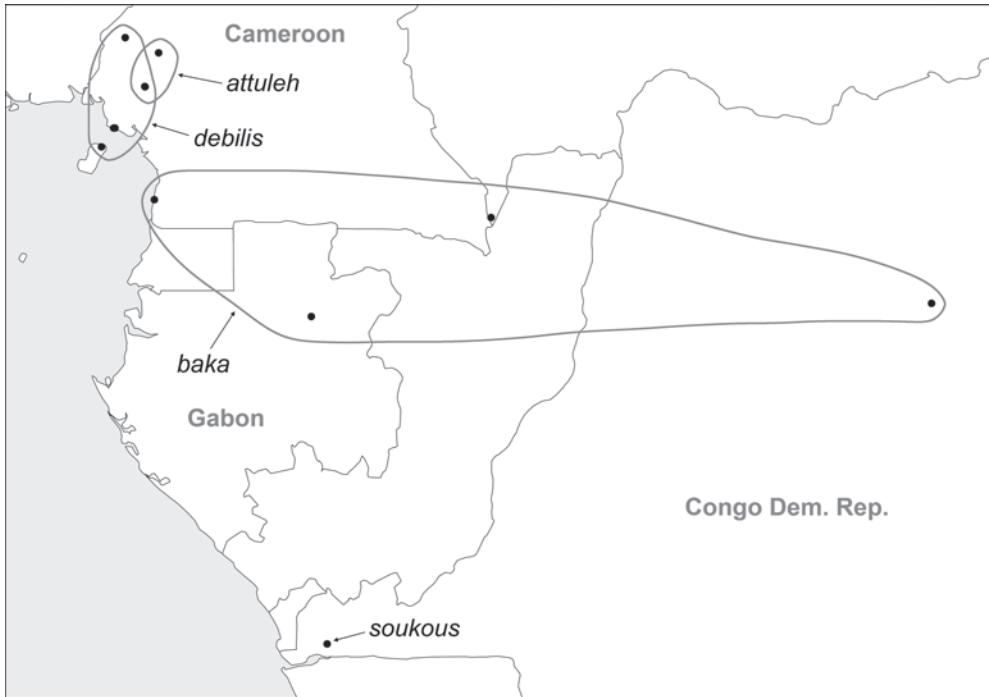 Cameroon
attuleh
debilis
baka
Gabon
Congo Dem. Rep.
soukous